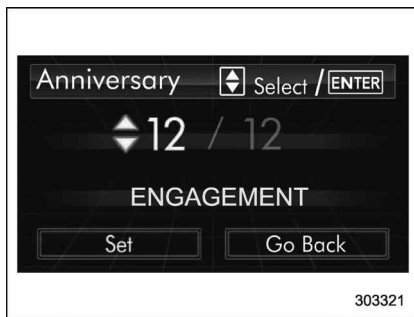 Anniversary Select / ENTER
12 / 12
ENGAGEMENT
Set Go Back
303321